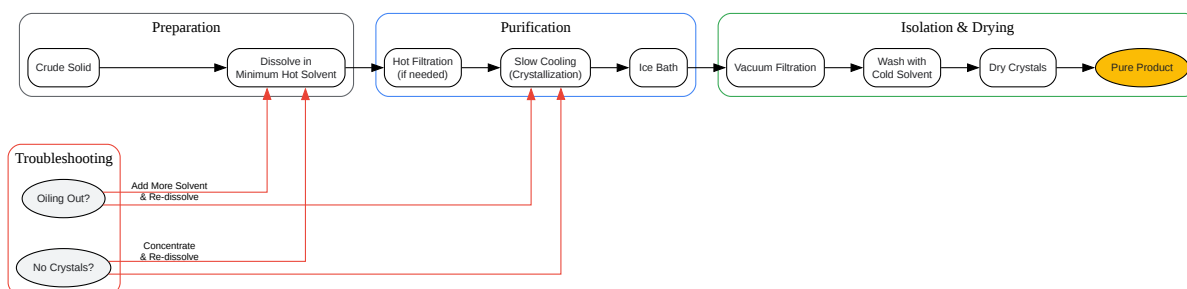 Preparation
Purification
Isolation & Drying
Crude Solid
Dissolve in
Minimum Hot Solvent
Hot Filtration
(if needed)
Slow Cooling
(Crystallization)
Ice Bath
Vacuum Filtration
Wash with
Cold Solvent
Dry Crystals
Pure Product
Troubleshooting
Oiling Out?
Add More Solvent
& Re-dissolve
No Crystals?
Concentrate
& Re-dissolve